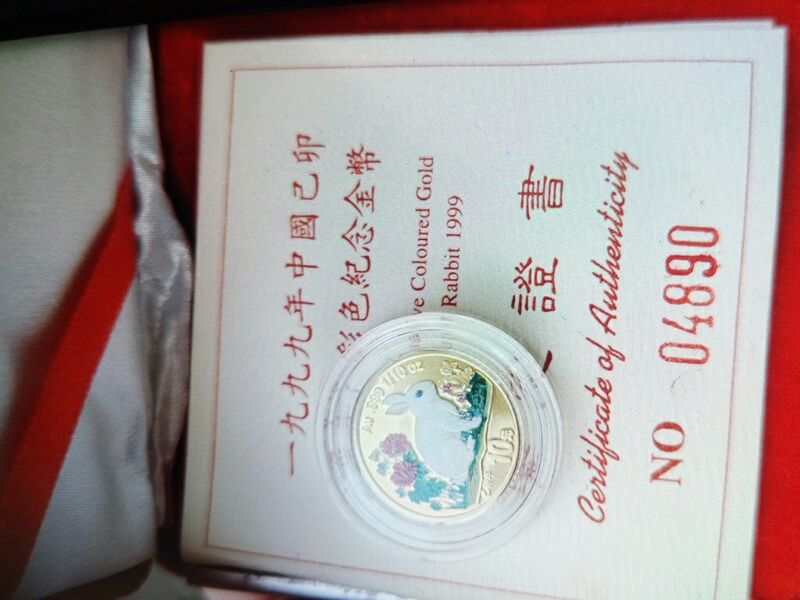 一九九九年中國己卯
彩色紀念金幣
Coloured Gold
Rabbit 1999
證書
Certificate of Authenticity
NO 04890
Au .999 1/10 oz
10元